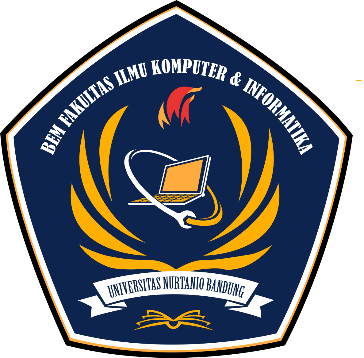 BEM FAKULTAS ILMU KOMPUTER & INFORMATIKA
UNIVERSITAS NURTANIO BANDUNG